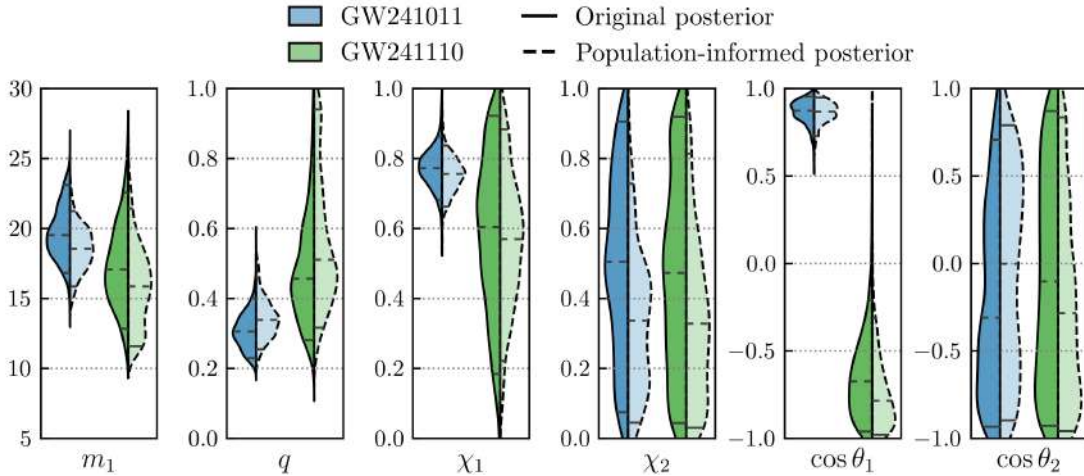 GW241011 Original posterior
GW241110 Population-informed posterior
30 1.0 1.0 1.0 1.0 1.0
25 0.8 0.8 0.8 0.5 0.5
20 0.6 0.6 0.6 0.0 0.0
15 0.4 0.4 0.4 −0.5 −0.5
10 0.2 0.2 0.2
5 0.0 0.0 0.0 −1.0 −1.0
m₁ q χ₁ χ₂ cos θ₁ cos θ₂